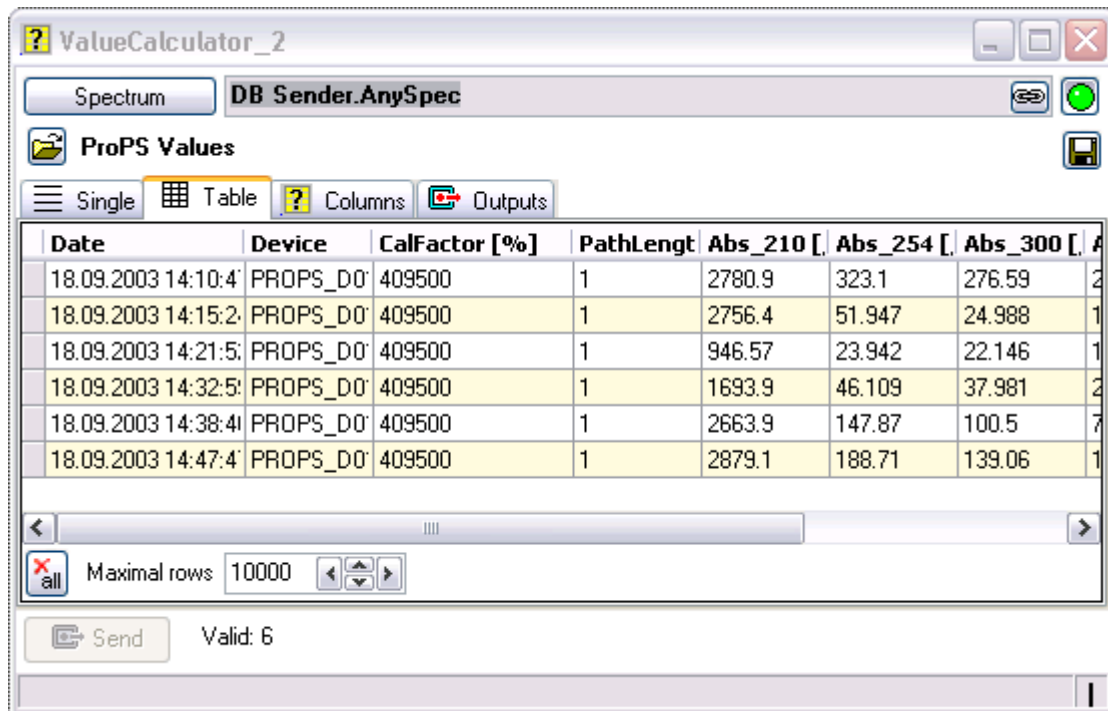 ValueCalculator_2
Spectrum DB Sender.AnySpec
ProPS Values
Single Table Columns Outputs
Date Device CalFactor [%] PathLengt Abs_210 [ Abs_254 [ Abs_300 [
18.09.2003 14:10:4 PROPS_D0 409500 1 2780.9 323.1 276.59 2
18.09.2003 14:15:2 PROPS_D0 409500 1 2756.4 51.947 24.988 1
18.09.2003 14:21:5 PROPS_D0 409500 1 946.57 23.942 22.146 1
18.09.2003 14:32:5 PROPS_D0 409500 1 1693.9 46.109 37.981 2
18.09.2003 14:38:4 PROPS_D0 409500 1 2663.9 147.87 100.5 7
18.09.2003 14:47:4 PROPS_D0 409500 1 2879.1 188.71 139.06 1
all Maximal rows 10000
Send Valid: 6